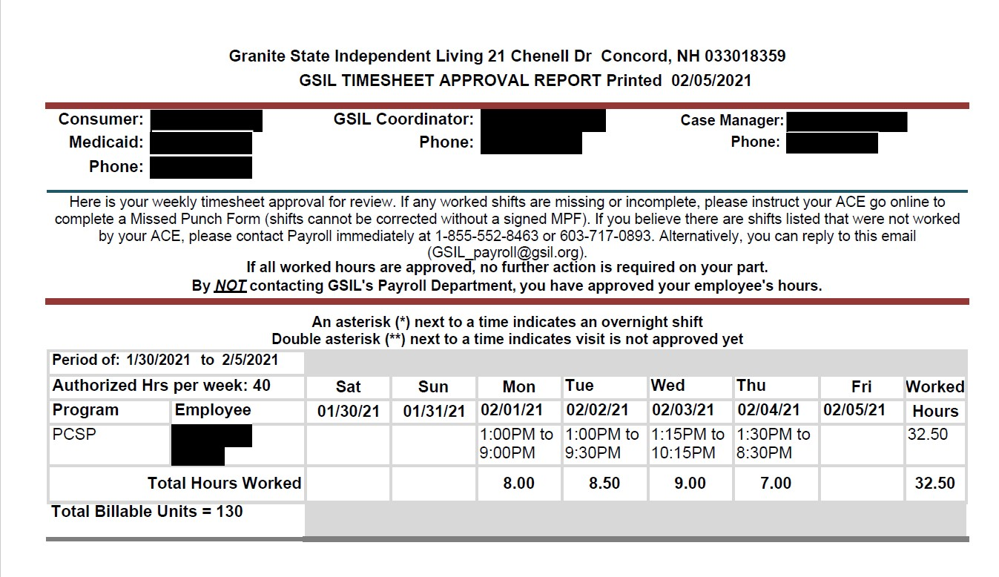 Granite State Independent Living 21 Chenell Dr  Concord, NH 033018359
GSIL TIMESHEET APPROVAL REPORT Printed  02/05/2021
Consumer: GSIL Coordinator: Case Manager:
Medicaid: Phone: Phone:
Phone:
Here is your weekly timesheet approval for review. If any worked shifts are missing or incomplete, please instruct your ACE go online to
complete a Missed Punch Form (shifts cannot be corrected without a signed MPF). If you believe there are shifts listed that were not worked
by your ACE, please contact Payroll immediately at 1-855-552-8463 or 603-717-0893. Alternatively, you can reply to this email
(GSIL_payroll@gsil.org).
If all worked hours are approved, no further action is required on your part.
By NOT contacting GSIL's Payroll Department, you have approved your employee's hours.
An asterisk (*) next to a time indicates an overnight shift
Double asterisk (**) next to a time indicates visit is not approved yet
Period of: 1/30/2021 to 2/5/2021
Authorized Hrs per week: 40 Sat Sun Mon Tue Wed Thu Fri Worked
Program Employee 01/30/21 01/31/21 02/01/21 02/02/21 02/03/21 02/04/21 02/05/21 Hours
PCSP 1:00PM to 1:00PM to 1:15PM to 1:30PM to 32.50
9:00PM 9:30PM 10:15PM 8:30PM
Total Hours Worked 8.00 8.50 9.00 7.00 32.50
Total Billable Units = 130